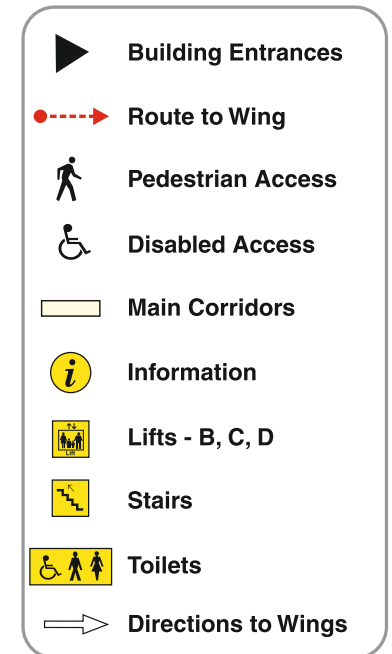 Building Entrances
Route to Wing
Pedestrian Access
Disabled Access
Main Corridors
i Information
Lift
Lifts - B, C, D
Stairs
Toilets
Directions to Wings